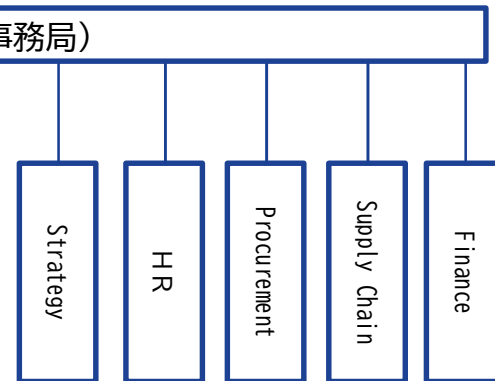 事務局）
Strategy
ＨＲ
Procurement
Supply Chain
Finance